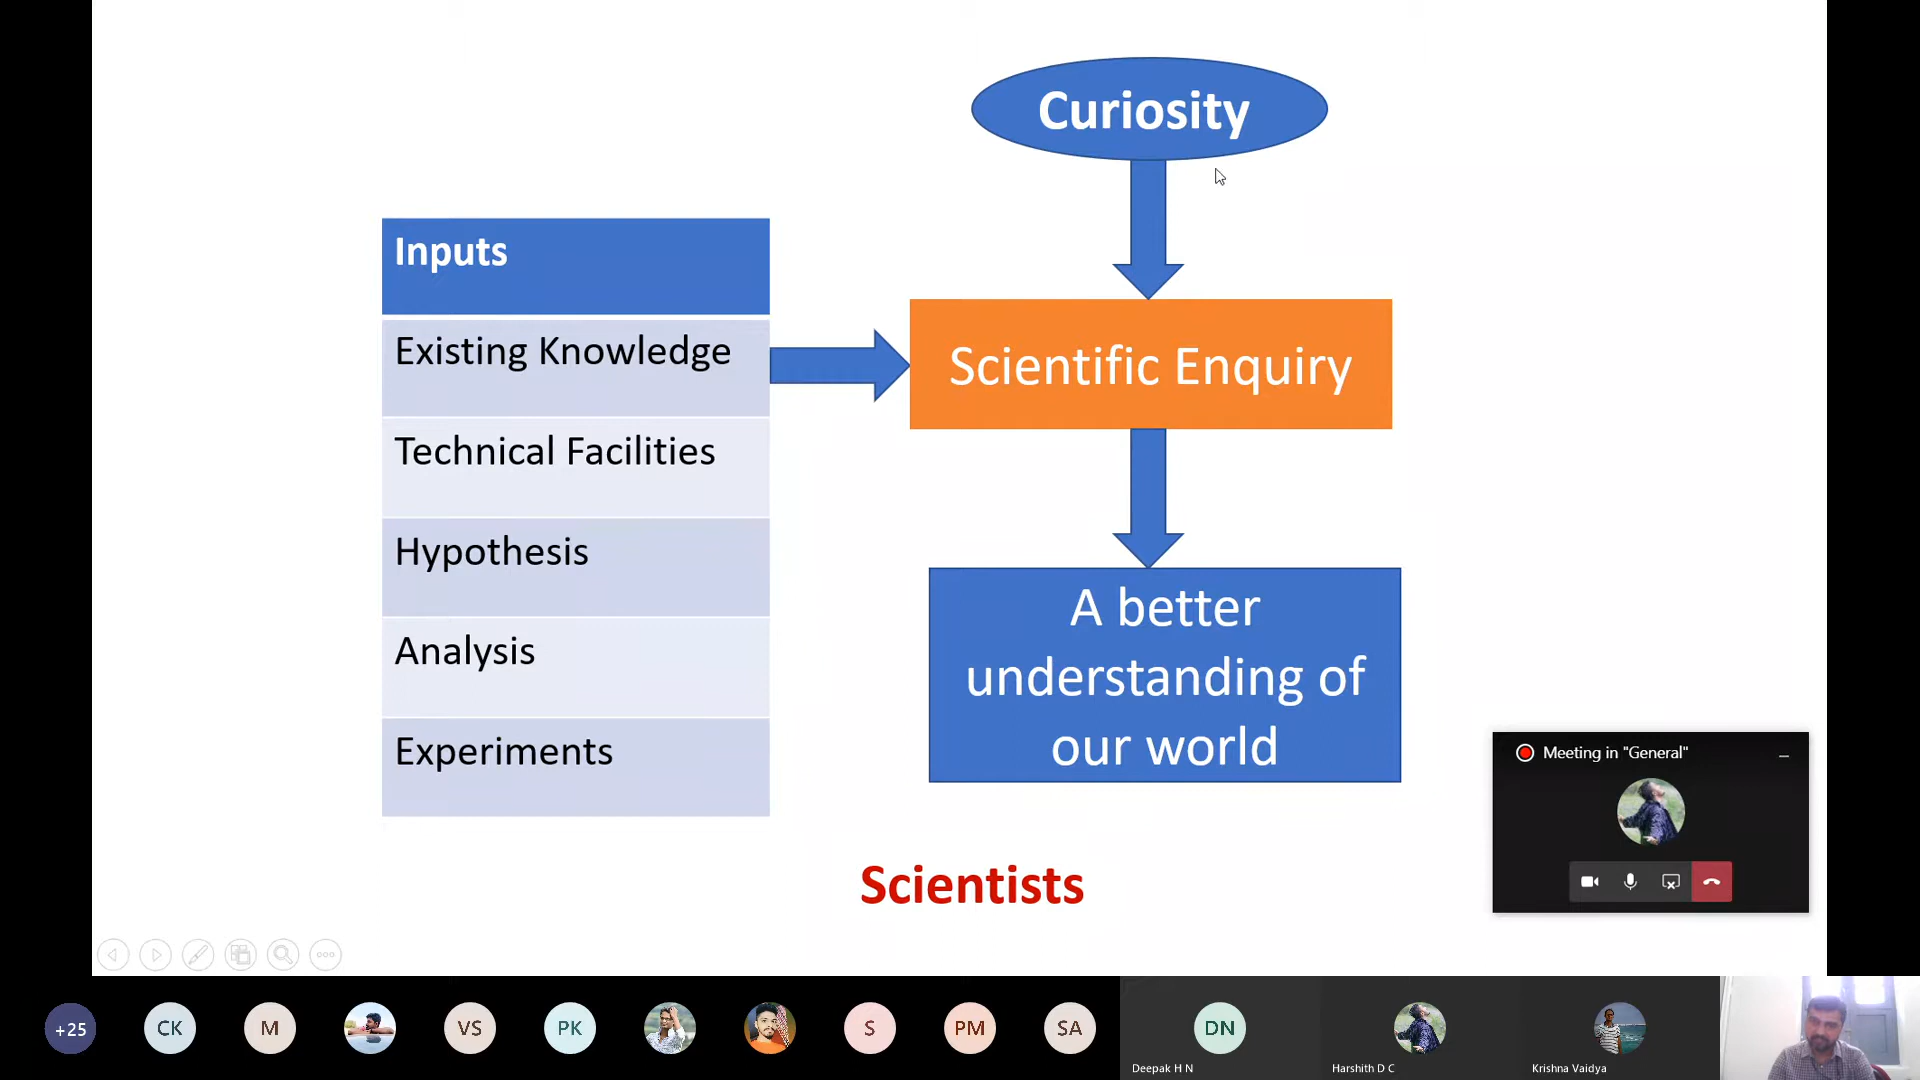 Curiosity
Inputs
Existing Knowledge
Technical Facilities
Hypothesis
Analysis
Experiments
Scientific Enquiry
A better
understanding of
our world
Scientists
Meeting in "General"
+25
CK
M
VS
PK
S
PM
SA
DN
Deepak H N
Harshith D C
Krishna Vaidya